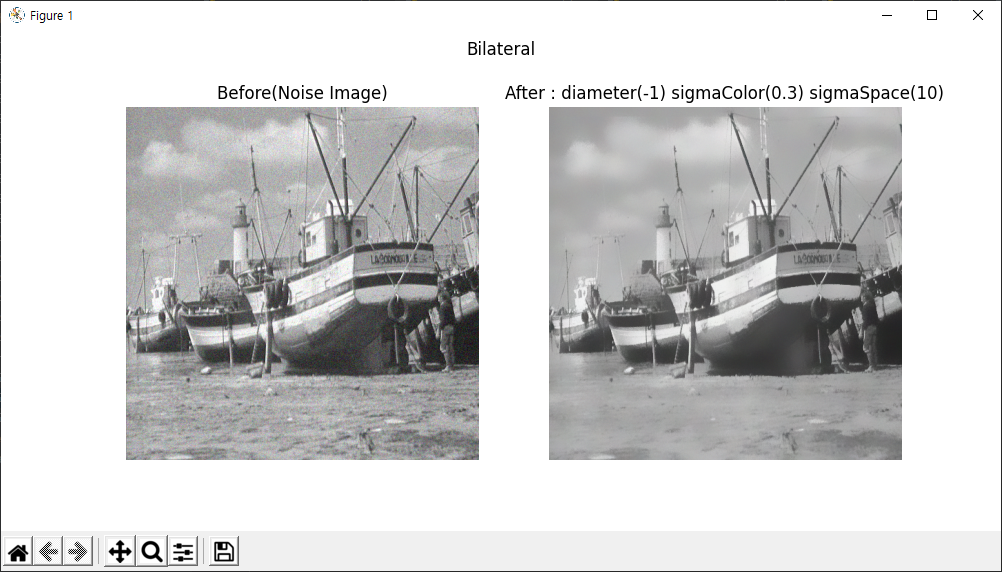 Figure 1
Bilateral
Before(Noise Image)
After : diameter(-1) sigmaColor(0.3) sigmaSpace(10)